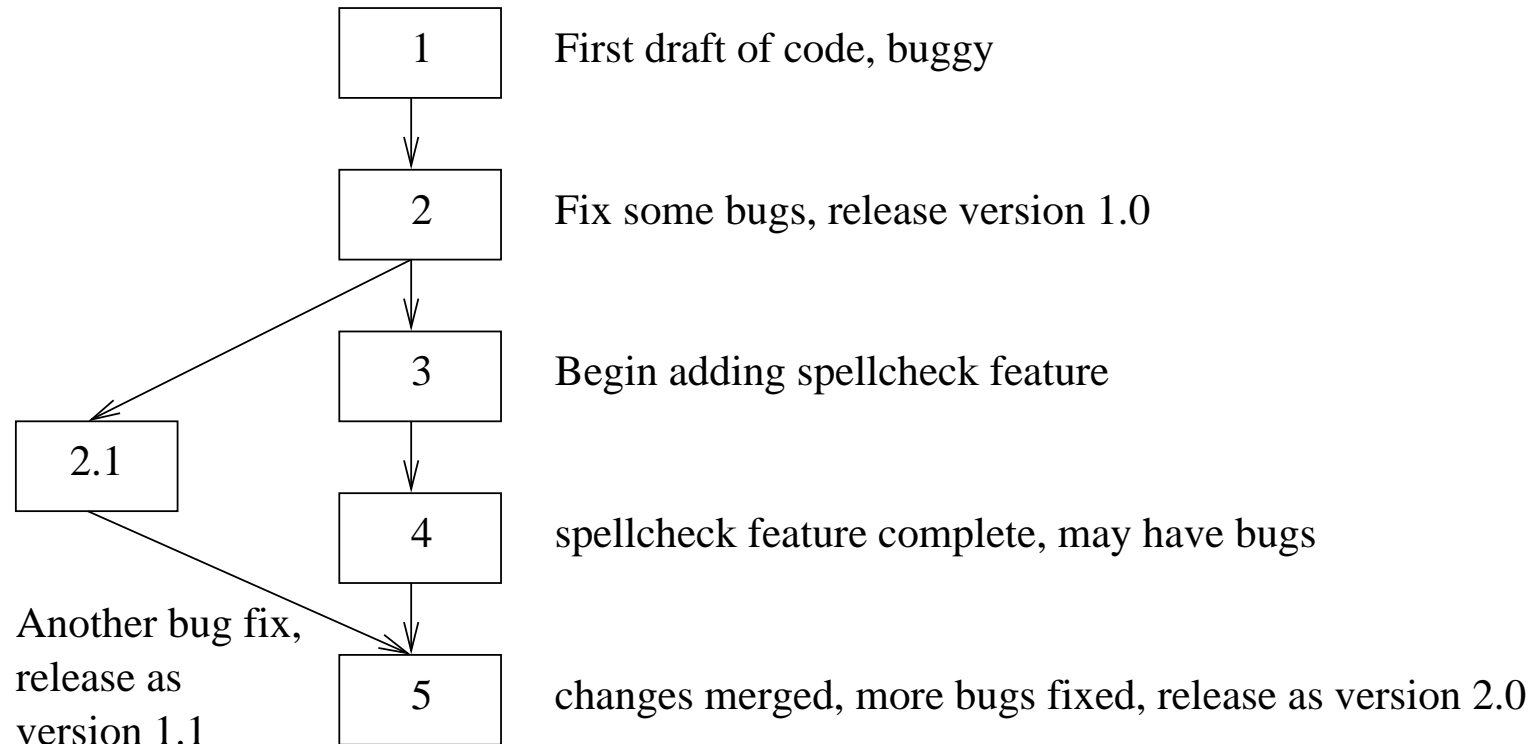 1 First draft of code, buggy
2 Fix some bugs, release version 1.0
3 Begin adding spellcheck feature
2.1
4 spellcheck feature complete, may have bugs
Another bug fix,
release as
version 1.1
5 changes merged, more bugs fixed, release as version 2.0